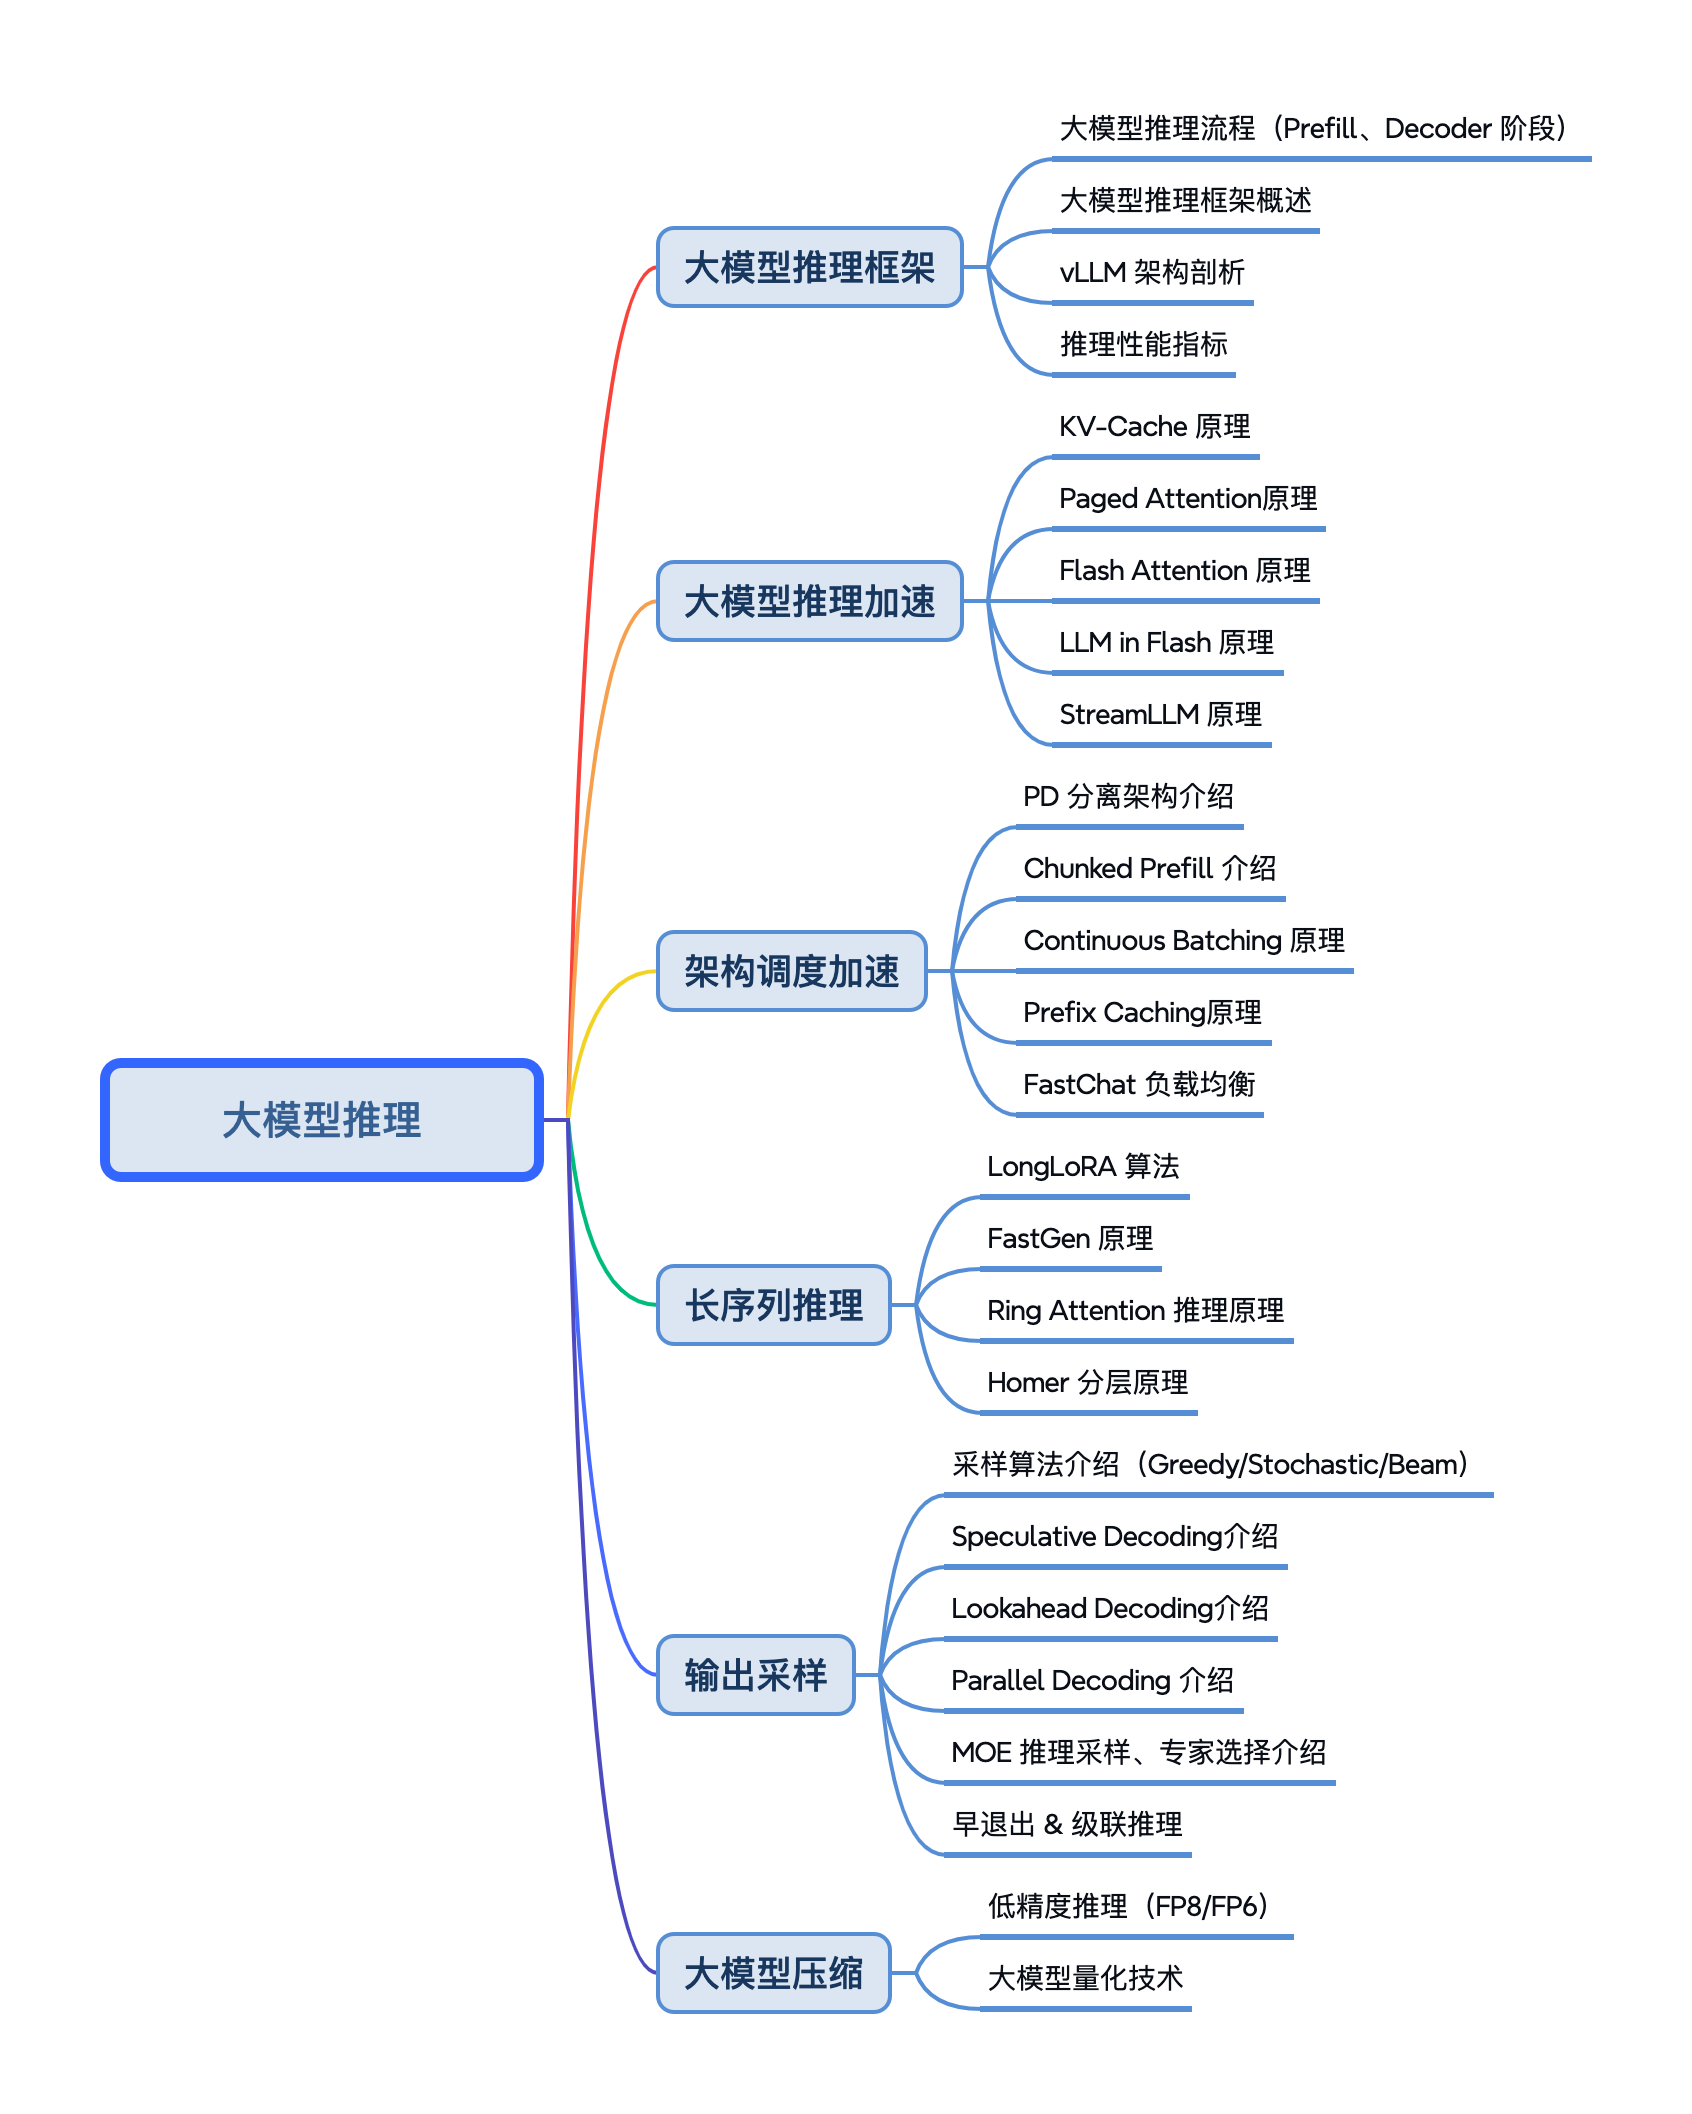 大模型推理
大模型推理框架
大模型推理流程（Prefill、Decoder 阶段）
大模型推理框架概述
vLLM 架构剖析
推理性能指标
大模型推理加速
KV-Cache 原理
Paged Attention原理
Flash Attention 原理
LLM in Flash 原理
StreamLLM 原理
架构调度加速
PD 分离架构介绍
Chunked Prefill 介绍
Continuous Batching 原理
Prefix Caching原理
FastChat 负载均衡
长序列推理
LongLoRA 算法
FastGen 原理
Ring Attention 推理原理
Homer 分层原理
输出采样
采样算法介绍（Greedy/Stochastic/Beam）
Speculative Decoding介绍
Lookahead Decoding介绍
Parallel Decoding 介绍
MOE 推理采样、专家选择介绍
早退出 & 级联推理
大模型压缩
低精度推理（FP8/FP6）
大模型量化技术